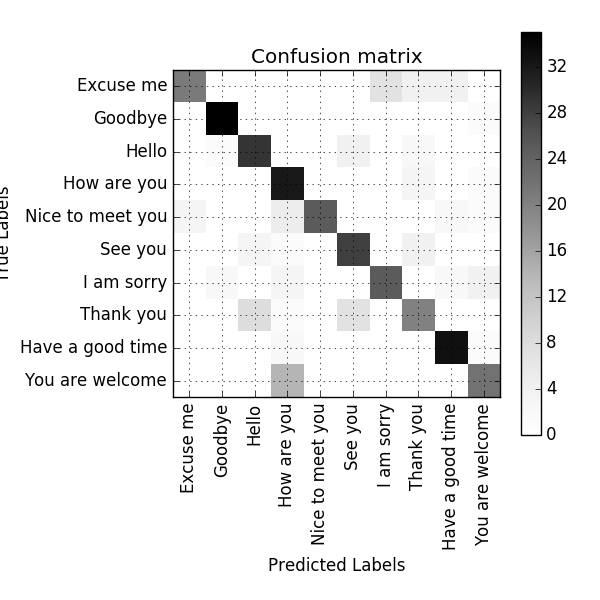 Confusion matrix
Excuse me
Goodbye
Hello
How are you
Nice to meet you
See you
I am sorry
Thank you
Have a good time
You are welcome
True Labels
Excuse me
Goodbye
Hello
How are you
Nice to meet you
See you
I am sorry
Thank you
Have a good time
You are welcome
Predicted Labels
32
28
24
20
16
12
8
4
0